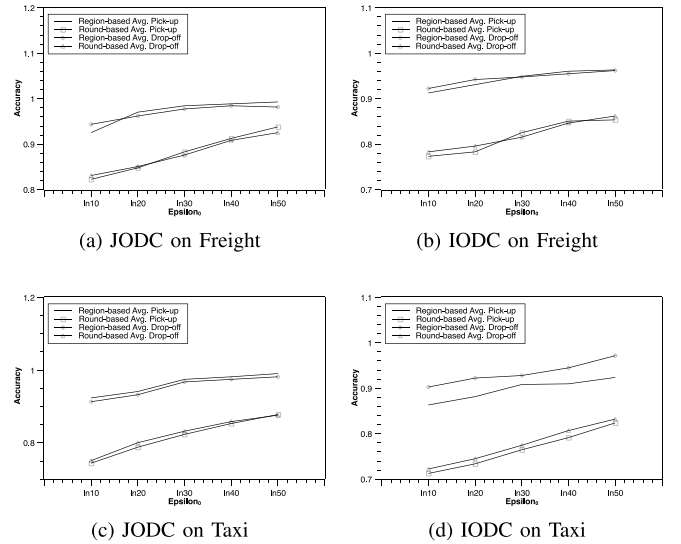 1.2
Region-based Avg. Pick-up
Round-based Avg. Pick-up
Region-based Avg. Drop-off
Round-based Avg. Drop-off
1.1
1
0.9
0.8
Accuracy
ln10 ln20 ln30 ln40 ln50
Epsilon₀
(a) JODC on Freight
1.1
Region-based Avg. Pick-up
Round-based Avg. Pick-up
Region-based Avg. Drop-off
Round-based Avg. Drop-off
1
0.9
0.8
0.7
Accuracy
ln10 ln20 ln30 ln40 ln50
Epsilon₀
(b) IODC on Freight
1.2
Region-based Avg. Pick-up
Round-based Avg. Pick-up
Region-based Avg. Drop-off
Round-based Avg. Drop-off
1
0.8
Accuracy
ln10 ln20 ln30 ln40 ln50
Epsilon₀
(c) JODC on Taxi
1.1
Region-based Avg. Pick-up
Round-based Avg. Pick-up
Region-based Avg. Drop-off
Round-based Avg. Drop-off
1
0.9
0.8
0.7
Accuracy
ln10 ln20 ln30 ln40 ln50
Epsilon₀
(d) IODC on Taxi